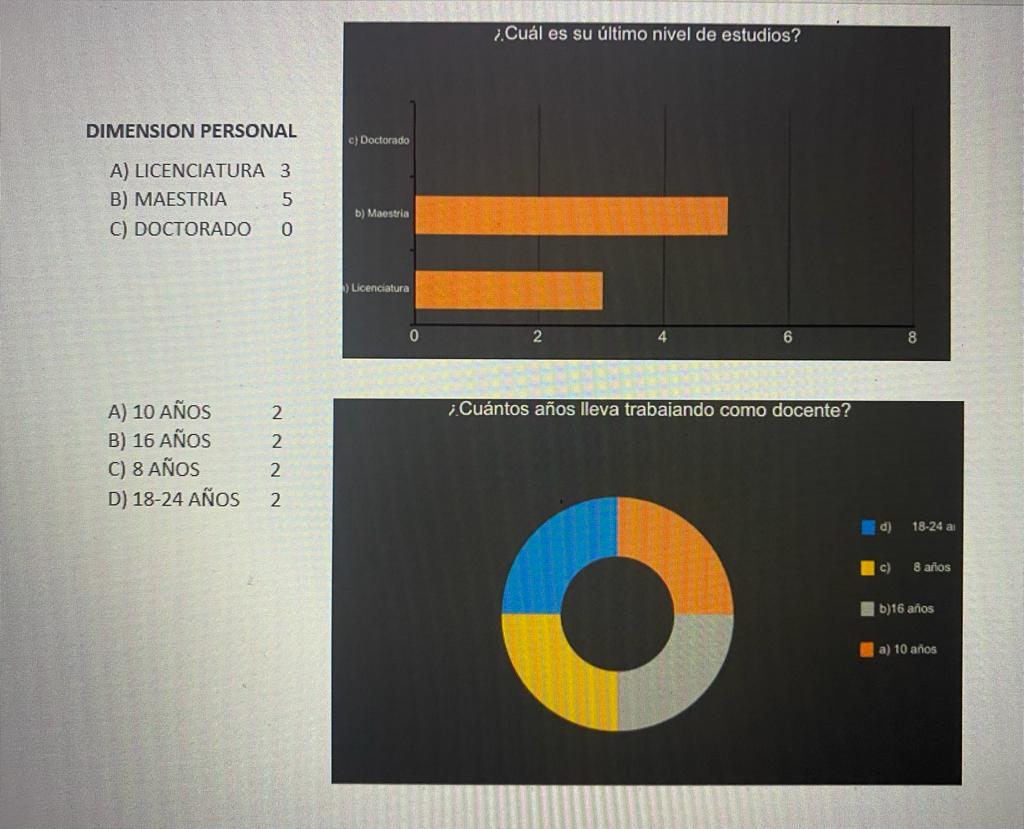 DIMENSION PERSONAL
A) LICENCIATURA 3
B) MAESTRIA 5
C) DOCTORADO 0
¿Cuál es su último nivel de estudios?
c) Doctorado
b) Maestria
) Licenciatura
0 2 4 6 8
A) 10 AÑOS 2
B) 16 AÑOS 2
C) 8 AÑOS 2
D) 18-24 AÑOS 2
¿Cuántos años lleva trabajando como docente?
d) 18-24 a
c) 8 años
b)16 años
a) 10 años